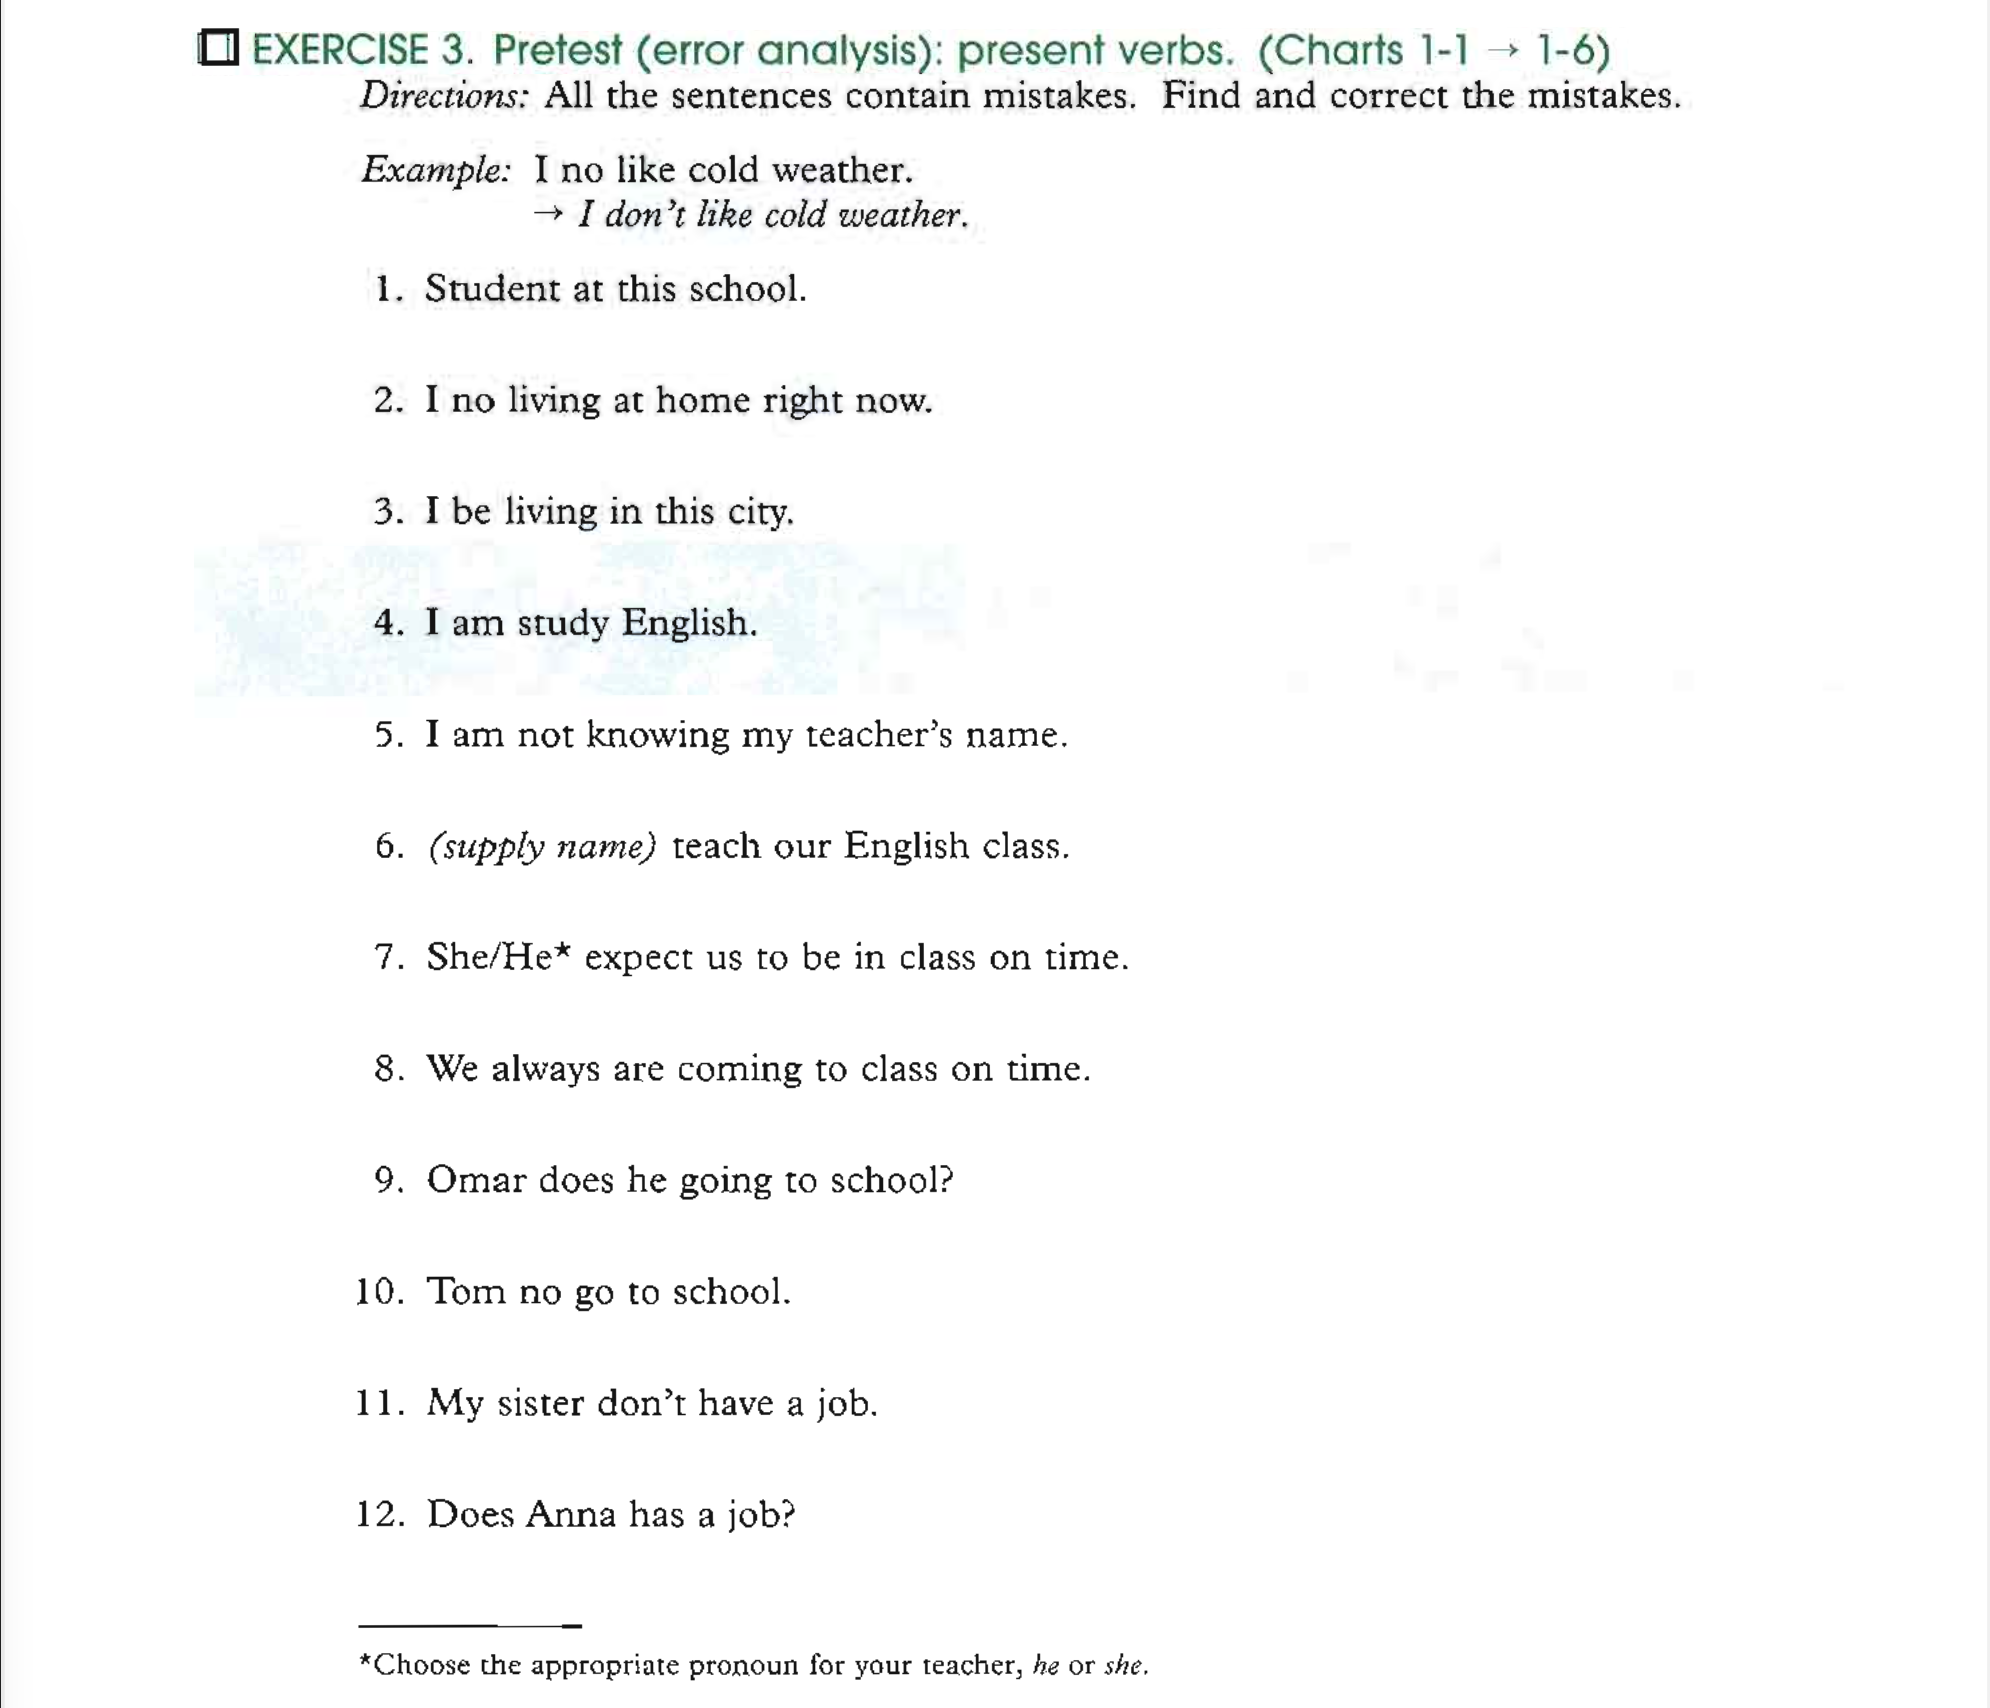 EXERCISE 3. Pretest (error analysis): present verbs. (Charts 1-1 → 1-6)
Directions: All the sentences contain mistakes. Find and correct the mistakes.
Example: I no like cold weather.
→ I don't like cold weather.
1. Student at this school.
2. I no living at home right now.
3. I be living in this city.
4. I am study English.
5. I am not knowing my teacher's name.
6. (supply name) teach our English class.
7. She/He* expect us to be in class on time.
8. We always are coming to class on time.
9. Omar does he going to school?
10. Tom no go to school.
11. My sister don't have a job.
12. Does Anna has a job?
*Choose the appropriate pronoun for your teacher, he or she.